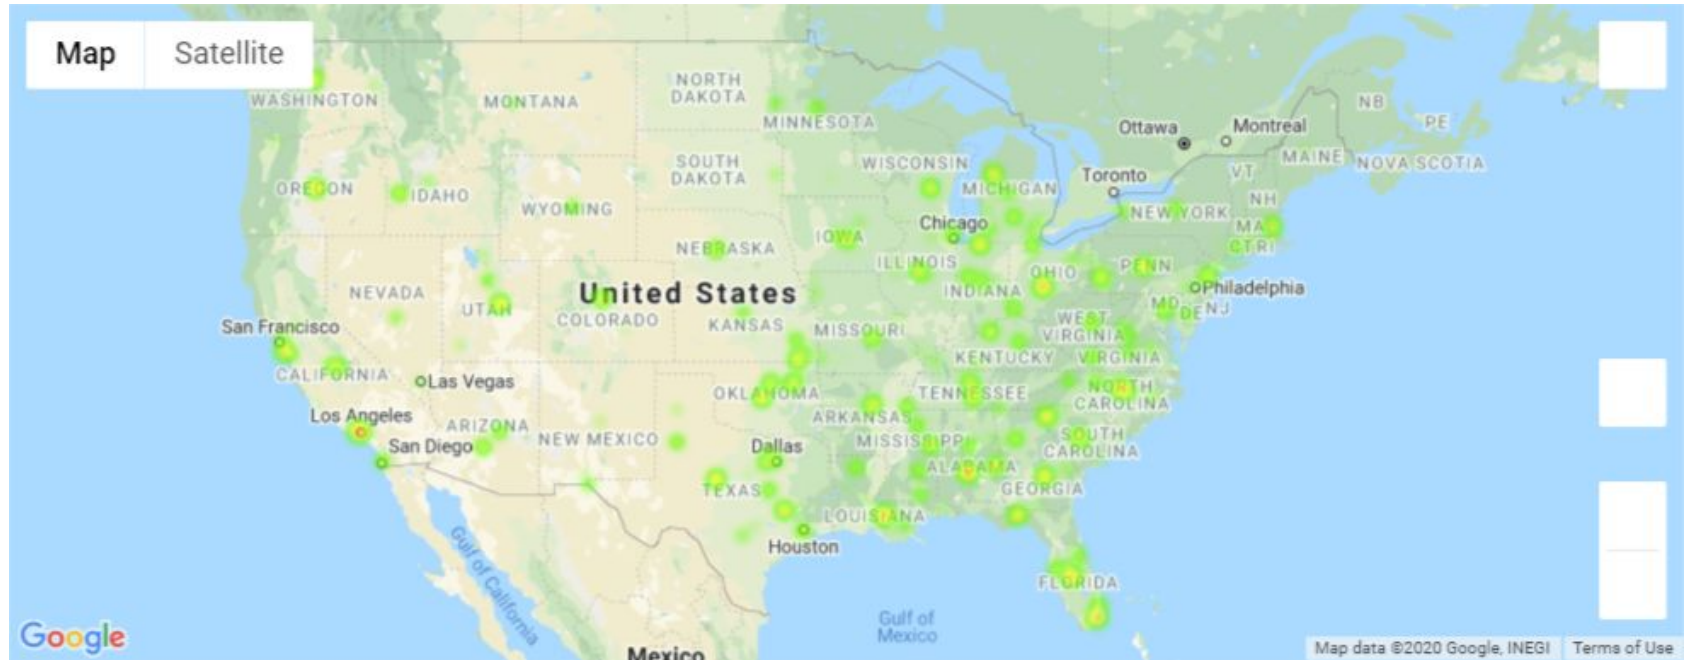 Map
Satellite
NORTH
DAKOTA
WASHINGTON
MONTANA
MINNESOTA
NB
PE
Ottawa
Montreal
MAINE
NOVA SCOTIA
SOUTH
DAKOTA
WISCONSIN
MICHIGAN
Toronto
VT
OREGON
IDAHO
WYOMING
NEW YORK
NH
NEBRASKA
IOWA
Chicago
MA
CT RI
ILLINOIS
OHIO
PENN
NEVADA
United States
INDIANA
Philadelphia
UTAH
COLORADO
KANSAS
MISSOURI
WEST
VIRGINIA
MD
DE
NJ
San Francisco
KENTUCKY
VIRGINIA
CALIFORNIA
Las Vegas
OKLAHOMA
TENNESSEE
NORTH
CAROLINA
Los Angeles
ARIZONA
NEW MEXICO
ARKANSAS
San Diego
Dallas
MISSISSIPPI
SOUTH
CAROLINA
ALABAMA
TEXAS
GEORGIA
LOUISIANA
Houston
Gulf of California
FLORIDA
Gulf of
Mexico
Mexico
Google
Map data ©2020 Google, INEGI
Terms of Use